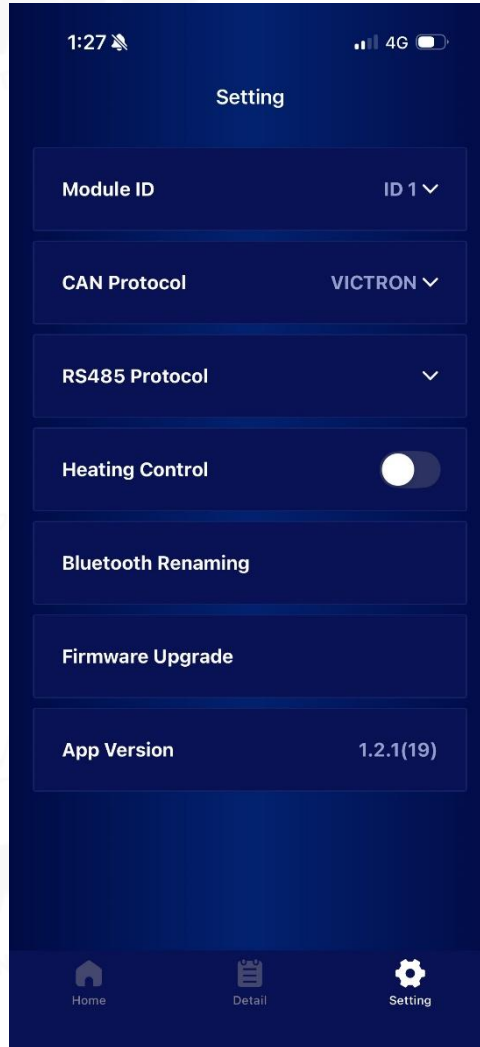 1:27 4G
Setting
Module ID ID 1
CAN Protocol VICTRON
RS485 Protocol
Heating Control
Bluetooth Renaming
Firmware Upgrade
App Version 1.2.1(19)
Home Detail Setting